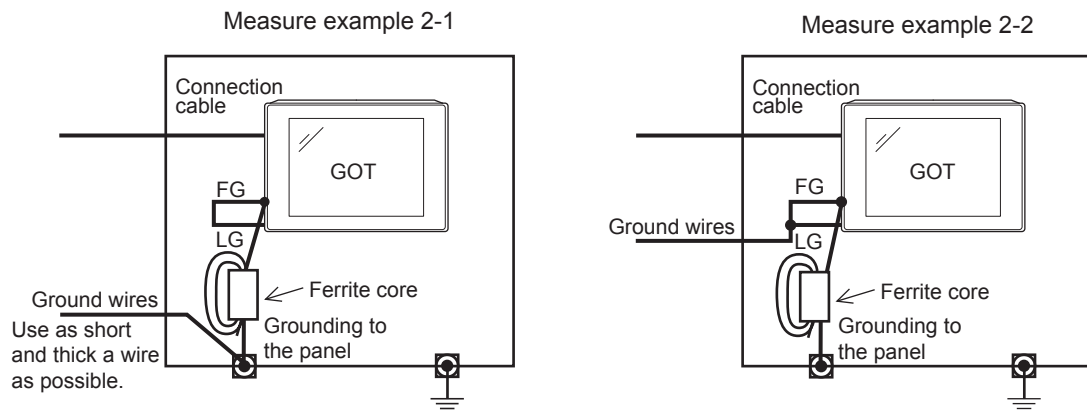 Measure example 2-1
Connection
cable
GOT
FG
LG
Ground wires
Ferrite core
Use as short
and thick a wire
as possible.
Grounding to
the panel
Measure example 2-2
Connection
cable
GOT
FG
Ground wires
LG
Ferrite core
Grounding to
the panel